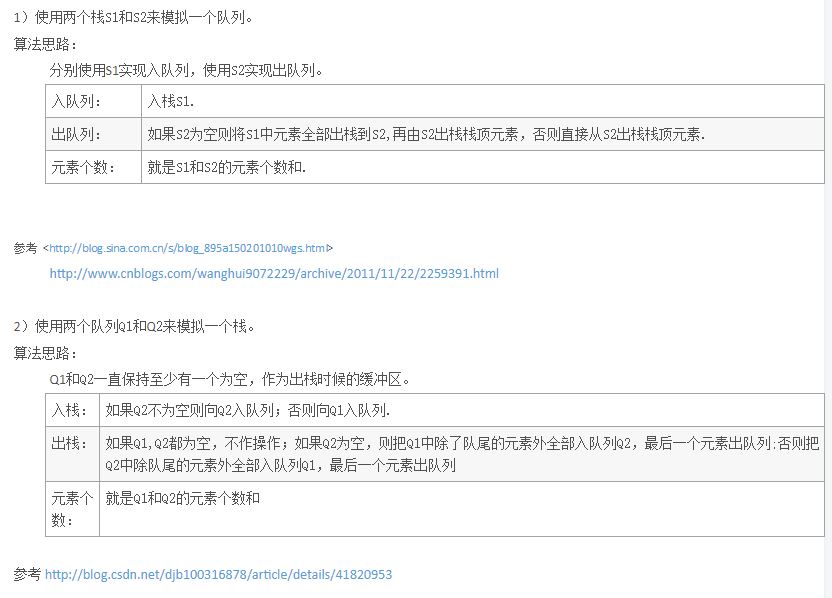 1）使用两个栈S1和S2来模拟一个队列。
算法思路：
分别使用S1实现入队列，使用S2实现出队列。
入队列： 入栈S1.
出队列： 如果S2为空则将S1中元素全部出栈到S2,再由S2出栈栈顶元素，否则直接从S2出栈栈顶元素.
元素个数： 就是S1和S2的元素个数和.
参考 <http://blog.sina.com.cn/s/blog_895a150201010wgs.html>
http://www.cnblogs.com/wanghui9072229/archive/2011/11/22/2259391.html
2）使用两个队列Q1和Q2来模拟一个栈。
算法思路：
Q1和Q2一直保持至少有一个为空，作为出栈时候的缓冲区。
入栈： 如果Q2不为空则向Q2入队列；否则向Q1入队列.
出栈： 如果Q1,Q2都为空，不作操作；如果Q2为空，则把Q1中除了队尾的元素外全部入队列Q2，最后一个元素出队列;否则把
Q2中除队尾的元素外全部入队列Q1，最后一个元素出队列
元素个 就是Q1和Q2的元素个数和
数：
参考 http://blog.csdn.net/djb100316878/article/details/41820953